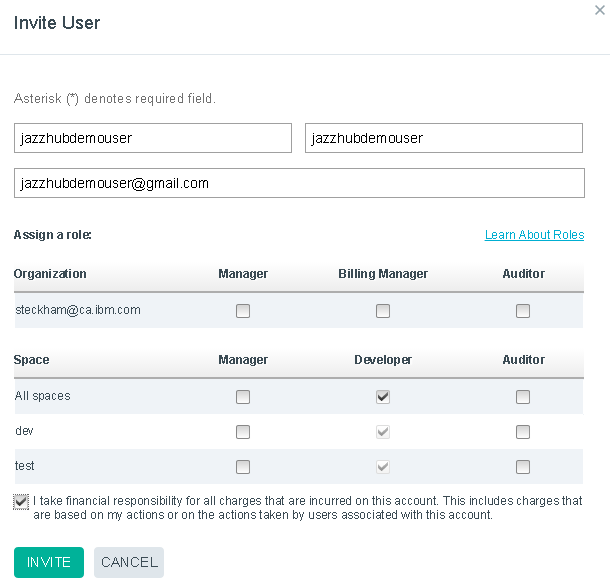 Invite User
Asterisk (*) denotes required field.
jazzhubdemouser jazzhubdemouser
jazzhubdemouser@gmail.com
Assign a role: Learn About Roles
Organization Manager Billing Manager Auditor
steckham@ca.ibm.com
Space Manager Developer Auditor
All spaces
dev
test
I take financial responsibility for all charges that are incurred on this account. This includes charges that
are based on my actions or on the actions taken by users associated with this account.
INVITE CANCEL